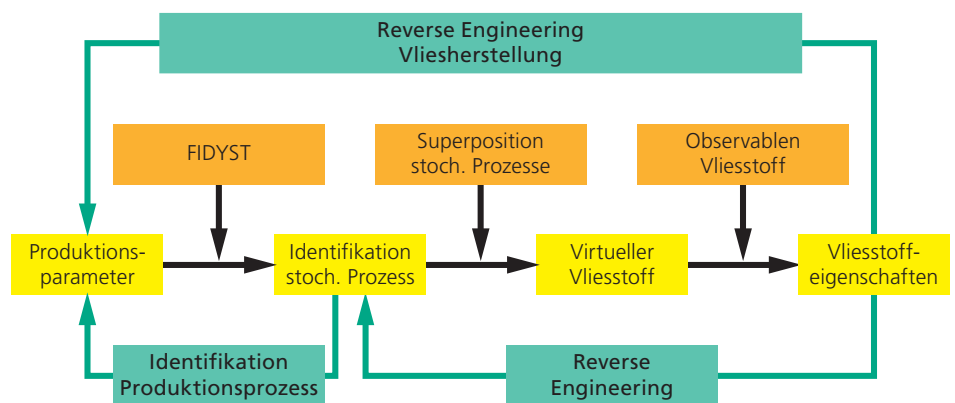 Reverse Engineering
Vliesherstellung
FIDYST
Superposition
stoch. Prozesse
Observablen
Vliesstoff
Produktions-
parameter
Identifikation
stoch. Prozess
Virtueller
Vliesstoff
Vliesstoff-
eigenschaften
Identifikation
Produktionsprozess
Reverse
Engineering